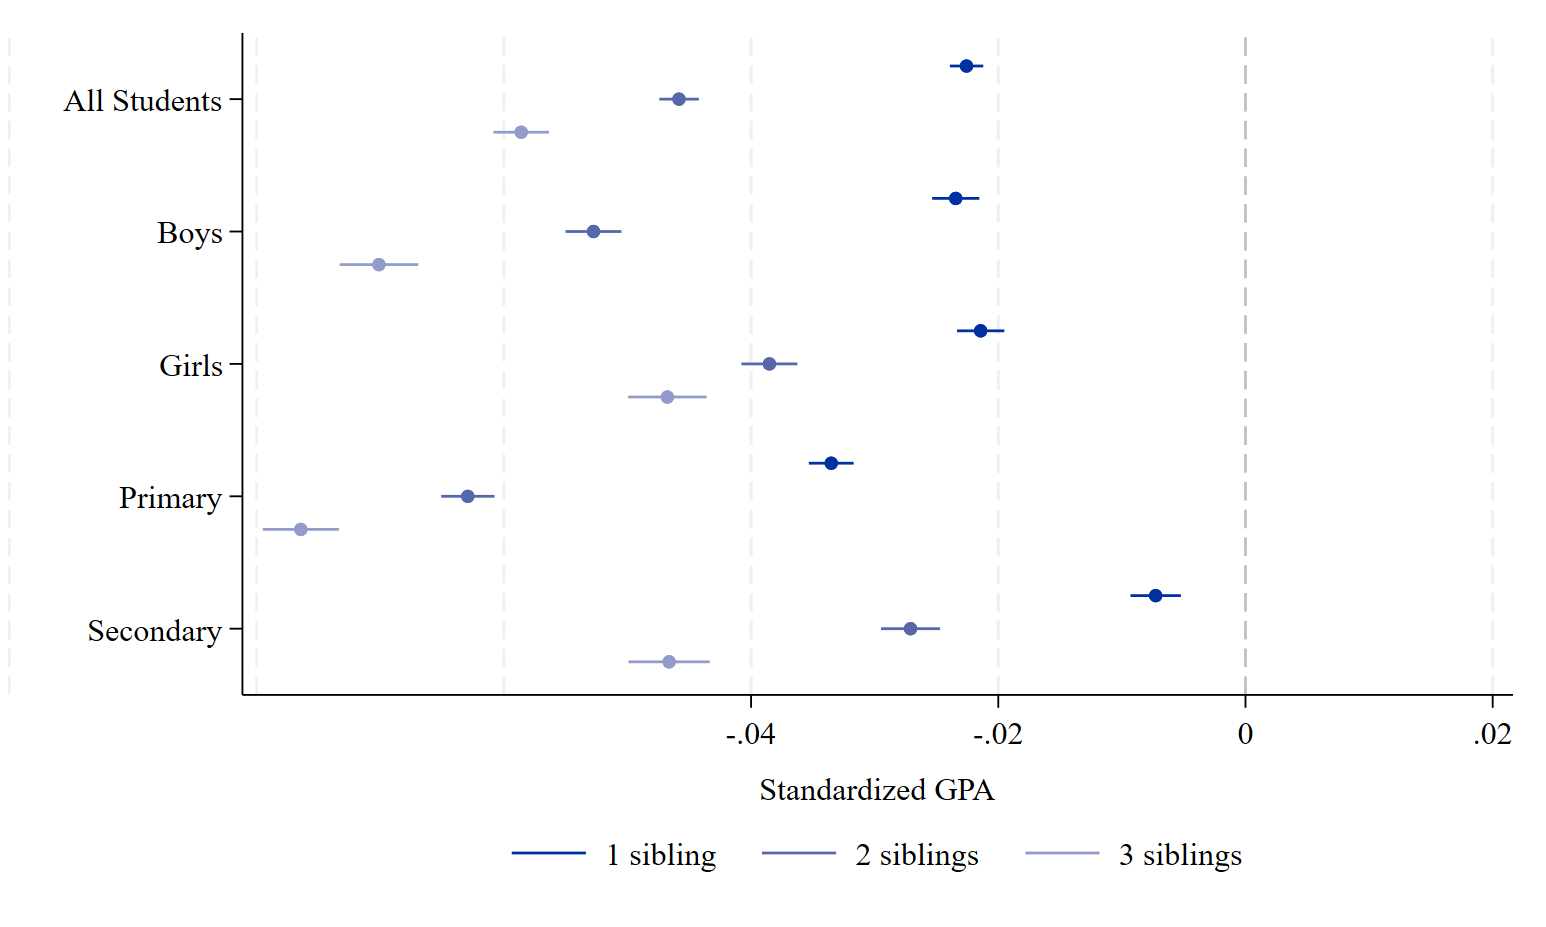 All Students
Boys
Girls
Primary
Secondary
-.04 -.02 0 .02
Standardized GPA
1 sibling 2 siblings 3 siblings